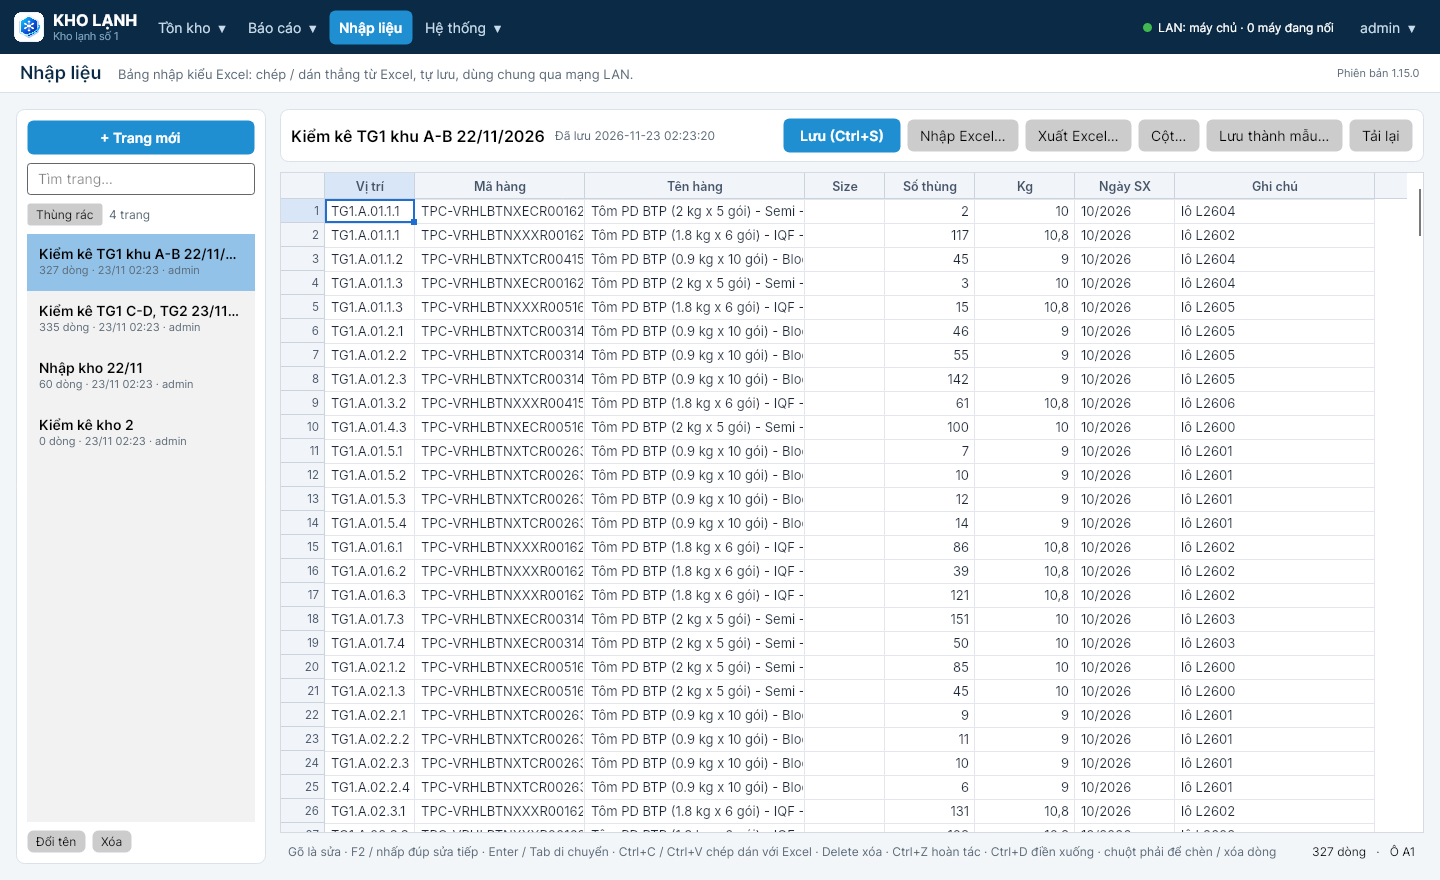 KHO LẠNH
Kho lạnh số 1
Tồn kho ▾ Báo cáo ▾ Nhập liệu Hệ thống ▾
LAN: máy chủ · 0 máy đang nối admin ▾
Nhập liệu Bảng nhập kiểu Excel: chép / dán thẳng từ Excel, tự lưu, dùng chung qua mạng LAN. Phiên bản 1.15.0
+ Trang mới
Tìm trang...
Thùng rác 4 trang
Kiểm kê TG1 khu A-B 22/11/...
327 dòng · 23/11 02:23 · admin
Kiểm kê TG1 C-D, TG2 23/11...
335 dòng · 23/11 02:23 · admin
Nhập kho 22/11
60 dòng · 23/11 02:23 · admin
Kiểm kê kho 2
0 dòng · 23/11 02:23 · admin
Đổi tên Xóa
Kiểm kê TG1 khu A-B 22/11/2026 Đã lưu 2026-11-23 02:23:20 Lưu (Ctrl+S) Nhập Excel... Xuất Excel... Cột... Lưu thành mẫu... Tải lại
Vị trí Mã hàng Tên hàng Size Số thùng Kg Ngày SX Ghi chú
1 TG1.A.01.1.1 TPC-VRHLBTNXECR00162 Tôm PD BTP (2 kg x 5 gói) - Semi - 2 10 10/2026 lô L2604
2 TG1.A.01.1.1 TPC-VRHLBTNXXXR00162 Tôm PD BTP (1.8 kg x 6 gói) - IQF - 117 10,8 10/2026 lô L2602
3 TG1.A.01.1.2 TPC-VRHLBTNXTCR00415 Tôm PD BTP (0.9 kg x 10 gói) - Blo 45 9 10/2026 lô L2604
4 TG1.A.01.1.3 TPC-VRHLBTNXECR00162 Tôm PD BTP (2 kg x 5 gói) - Semi - 3 10 10/2026 lô L2604
5 TG1.A.01.1.3 TPC-VRHLBTNXXXR00516 Tôm PD BTP (1.8 kg x 6 gói) - IQF - 15 10,8 10/2026 lô L2605
6 TG1.A.01.2.1 TPC-VRHLBTNXTCR00314 Tôm PD BTP (0.9 kg x 10 gói) - Blo 46 9 10/2026 lô L2605
7 TG1.A.01.2.2 TPC-VRHLBTNXTCR00314 Tôm PD BTP (0.9 kg x 10 gói) - Blo 55 9 10/2026 lô L2605
8 TG1.A.01.2.3 TPC-VRHLBTNXTCR00314 Tôm PD BTP (0.9 kg x 10 gói) - Blo 142 9 10/2026 lô L2605
9 TG1.A.01.3.2 TPC-VRHLBTNXXXR00415 Tôm PD BTP (1.8 kg x 6 gói) - IQF - 61 10,8 10/2026 lô L2606
10 TG1.A.01.4.3 TPC-VRHLBTNXECR00516 Tôm PD BTP (2 kg x 5 gói) - Semi - 100 10 10/2026 lô L2600
11 TG1.A.01.5.1 TPC-VRHLBTNXTCR00263 Tôm PD BTP (0.9 kg x 10 gói) - Blo 7 9 10/2026 lô L2601
12 TG1.A.01.5.2 TPC-VRHLBTNXTCR00263 Tôm PD BTP (0.9 kg x 10 gói) - Blo 10 9 10/2026 lô L2601
13 TG1.A.01.5.3 TPC-VRHLBTNXTCR00263 Tôm PD BTP (0.9 kg x 10 gói) - Blo 12 9 10/2026 lô L2601
14 TG1.A.01.5.4 TPC-VRHLBTNXTCR00263 Tôm PD BTP (0.9 kg x 10 gói) - Blo 14 9 10/2026 lô L2601
15 TG1.A.01.6.1 TPC-VRHLBTNXXXR00162 Tôm PD BTP (1.8 kg x 6 gói) - IQF - 86 10,8 10/2026 lô L2602
16 TG1.A.01.6.2 TPC-VRHLBTNXXXR00162 Tôm PD BTP (1.8 kg x 6 gói) - IQF - 39 10,8 10/2026 lô L2602
17 TG1.A.01.6.3 TPC-VRHLBTNXXXR00162 Tôm PD BTP (1.8 kg x 6 gói) - IQF - 121 10,8 10/2026 lô L2602
18 TG1.A.01.7.3 TPC-VRHLBTNXECR00314 Tôm PD BTP (2 kg x 5 gói) - Semi - 151 10 10/2026 lô L2603
19 TG1.A.01.7.4 TPC-VRHLBTNXECR00314 Tôm PD BTP (2 kg x 5 gói) - Semi - 50 10 10/2026 lô L2603
20 TG1.A.02.1.2 TPC-VRHLBTNXECR00516 Tôm PD BTP (2 kg x 5 gói) - Semi - 85 10 10/2026 lô L2600
21 TG1.A.02.1.3 TPC-VRHLBTNXECR00516 Tôm PD BTP (2 kg x 5 gói) - Semi - 45 10 10/2026 lô L2600
22 TG1.A.02.2.1 TPC-VRHLBTNXTCR00263 Tôm PD BTP (0.9 kg x 10 gói) - Blo 9 9 10/2026 lô L2601
23 TG1.A.02.2.2 TPC-VRHLBTNXTCR00263 Tôm PD BTP (0.9 kg x 10 gói) - Blo 11 9 10/2026 lô L2601
24 TG1.A.02.2.3 TPC-VRHLBTNXTCR00263 Tôm PD BTP (0.9 kg x 10 gói) - Blo 10 9 10/2026 lô L2601
25 TG1.A.02.2.4 TPC-VRHLBTNXTCR00263 Tôm PD BTP (0.9 kg x 10 gói) - Blo 6 9 10/2026 lô L2601
26 TG1.A.02.3.1 TPC-VRHLBTNXXXR00162 Tôm PD BTP (1.8 kg x 6 gói) - IQF - 131 10,8 10/2026 lô L2602
Gõ là sửa · F2 / nhấp đúp sửa tiếp · Enter / Tab di chuyển · Ctrl+C / Ctrl+V chép dán với Excel · Delete xóa · Ctrl+Z hoàn tác · Ctrl+D điền xuống · chuột phải để chèn / xóa dòng 327 dòng · Ô A1